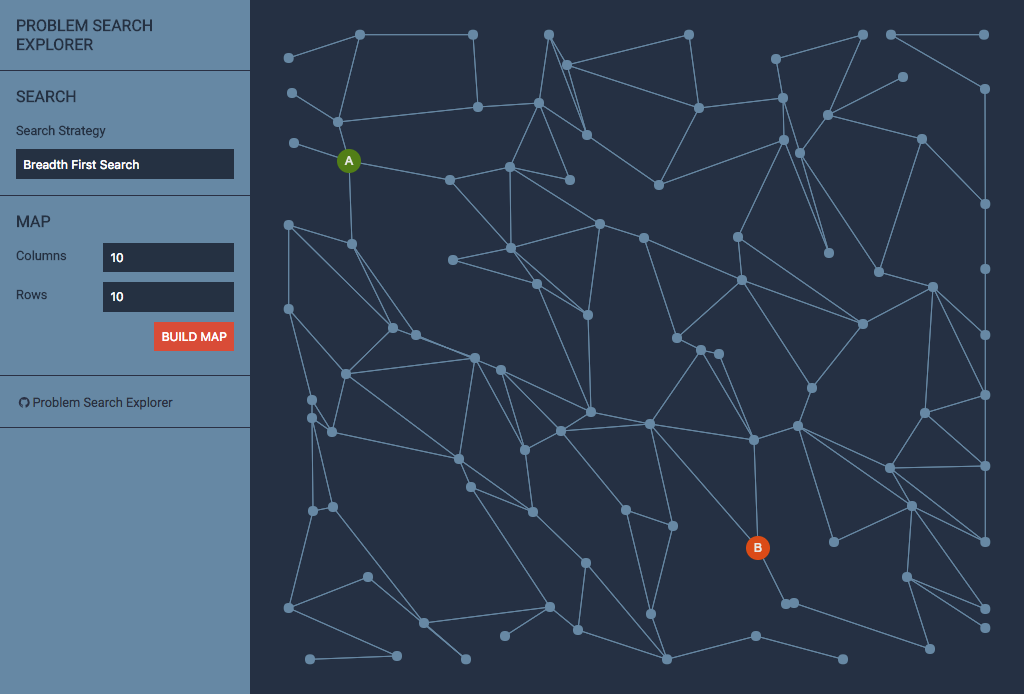 PROBLEM SEARCH
EXPLORER
SEARCH
Search Strategy
Breadth First Search
MAP
Columns
10
Rows
10
BUILD MAP
Problem Search Explorer
A
B